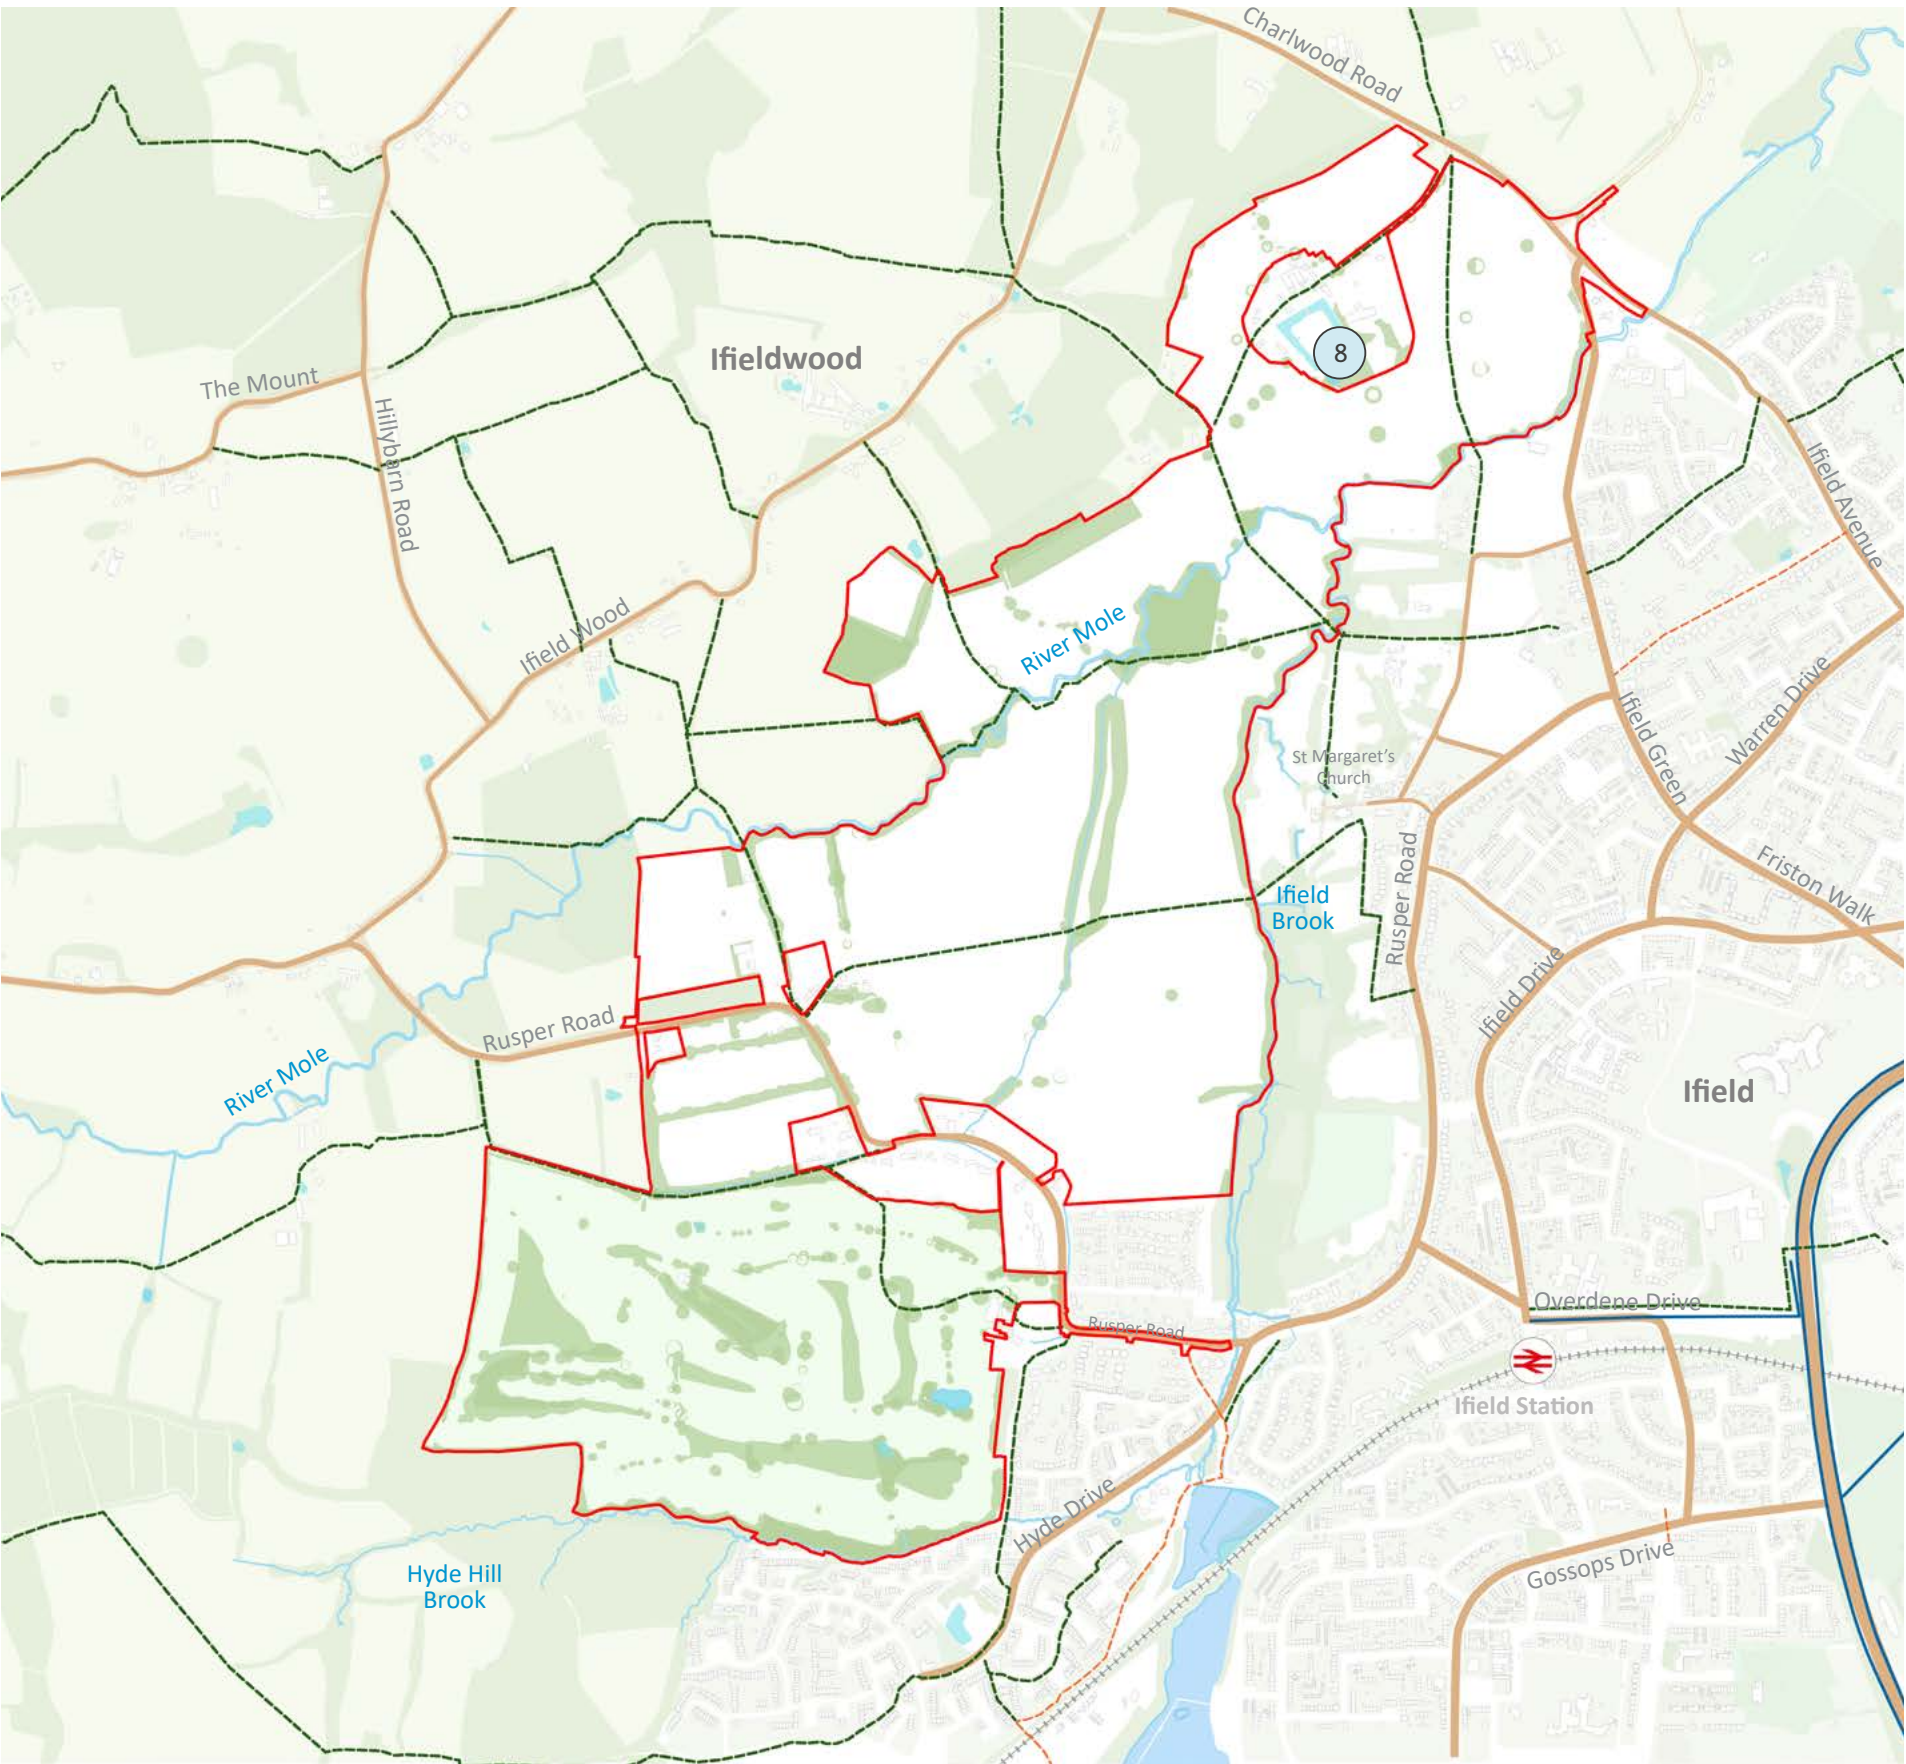 Charlwood Road
Ifieldwood
8
The Mount
Hillybarn Road
Ifield Avenue
Ifield Wood
River Mole
Warren Drive
Ifield Green
St Margaret's
Church
Rusper Road
Friston Walk
Ifield
Brook
Ifield Drive
Rusper Road
River Mole
Ifield
Overdene Drive
Rusper Road
Ifield Station
Hyde Drive
Gossops Drive
Hyde Hill
Brook